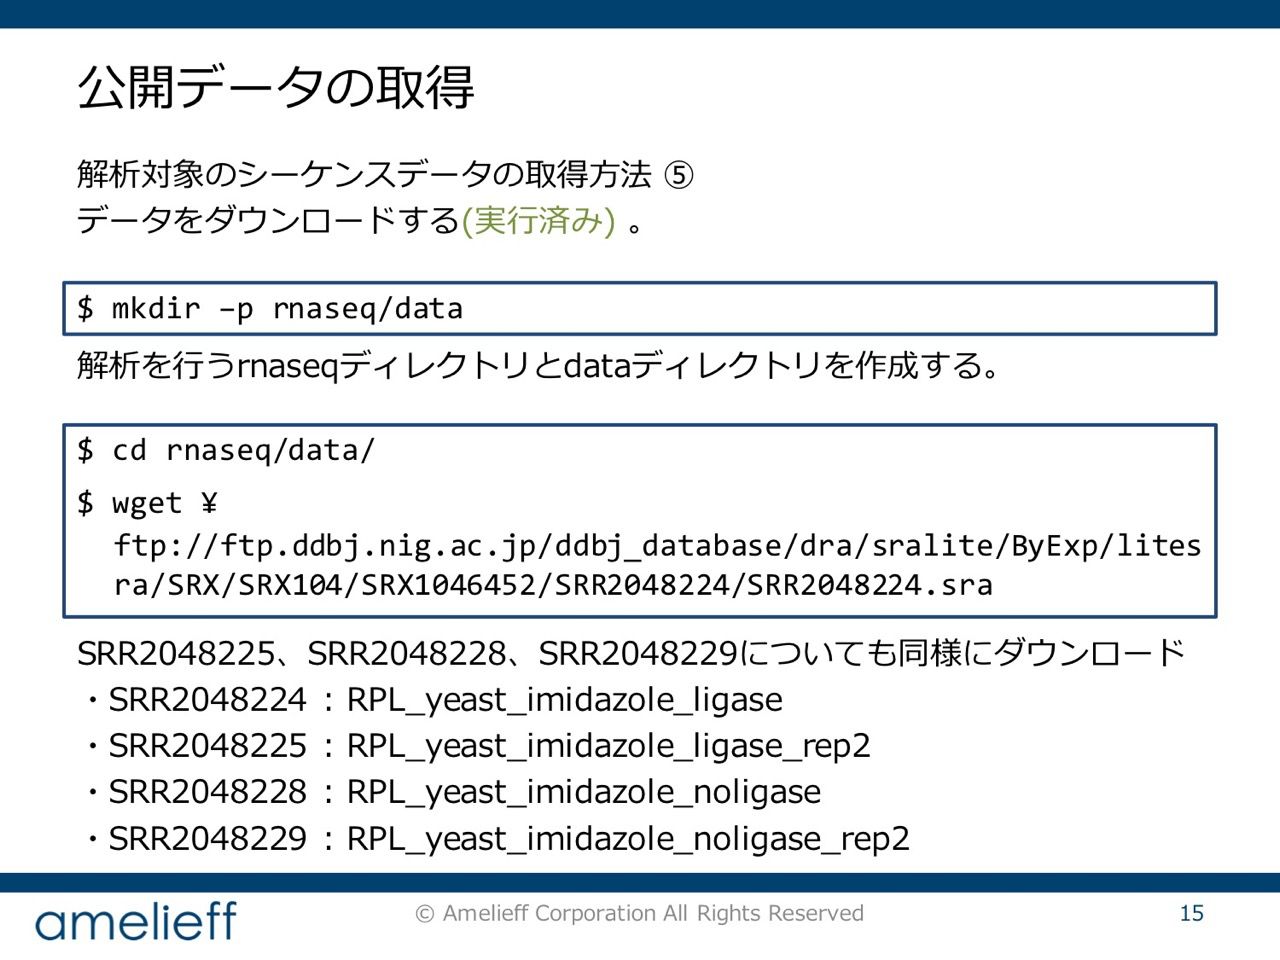 公開データの取得
解析対象のシーケンスデータの取得方法 ⑤
データをダウンロードする(実行済み) 。
$ mkdir –p rnaseq/data
解析を行うrnaseqディレクトリとdataディレクトリを作成する。
$ cd rnaseq/data/
$ wget ¥
ftp://ftp.ddbj.nig.ac.jp/ddbj_database/dra/sralite/ByExp/lites
ra/SRX/SRX104/SRX1046452/SRR2048224/SRR2048224.sra
SRR2048225、SRR2048228、SRR2048229についても同様にダウンロード
・SRR2048224 : RPL_yeast_imidazole_ligase
・SRR2048225 : RPL_yeast_imidazole_ligase_rep2
・SRR2048228 : RPL_yeast_imidazole_noligase
・SRR2048229 : RPL_yeast_imidazole_noligase_rep2
amelieff
© Amelieff Corporation All Rights Reserved
15